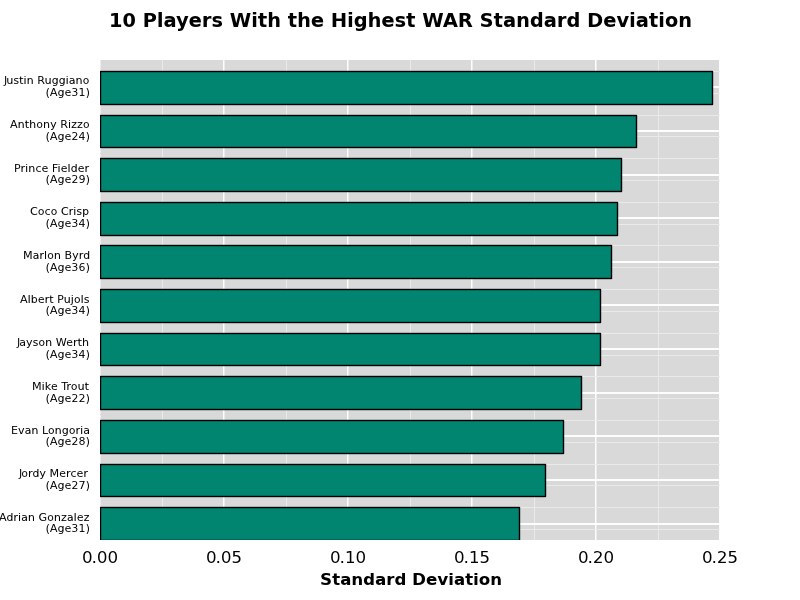 10 Players With the Highest WAR Standard Deviation
Justin Ruggiano
(Age31)
Anthony Rizzo
(Age24)
Prince Fielder
(Age29)
Coco Crisp
(Age34)
Marlon Byrd
(Age36)
Albert Pujols
(Age34)
Jayson Werth
(Age34)
Mike Trout
(Age22)
Evan Longoria
(Age28)
Jordy Mercer
(Age27)
Adrian Gonzalez
(Age31)
0.00 0.05 0.10 0.15 0.20 0.25
Standard Deviation